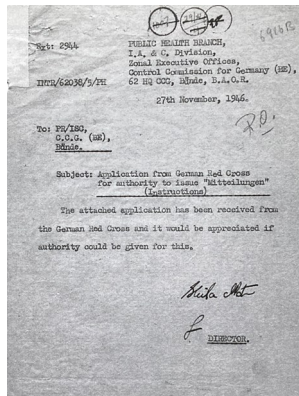 6916B
Ext: 2944
PUBLIC HEALTH BRANCH,
I.A. & C. Division,
Zonal Executive Offices,
Control Commission for Germany (BE),
INTR/62038/5/PH
62 HQ CCG, Bünde, B.A.O.R.
27th November, 1946.
P.O.
To: PR/ISC,
C.C.G. (BE),
Bünde.
Subject: Application from German Red Cross
for authority to issue "Mitteilungen"
(Instructions)
The attached application has been received from
the German Red Cross and it would be appreciated if
authority could be given for this.
Sheila
DIRECTOR.